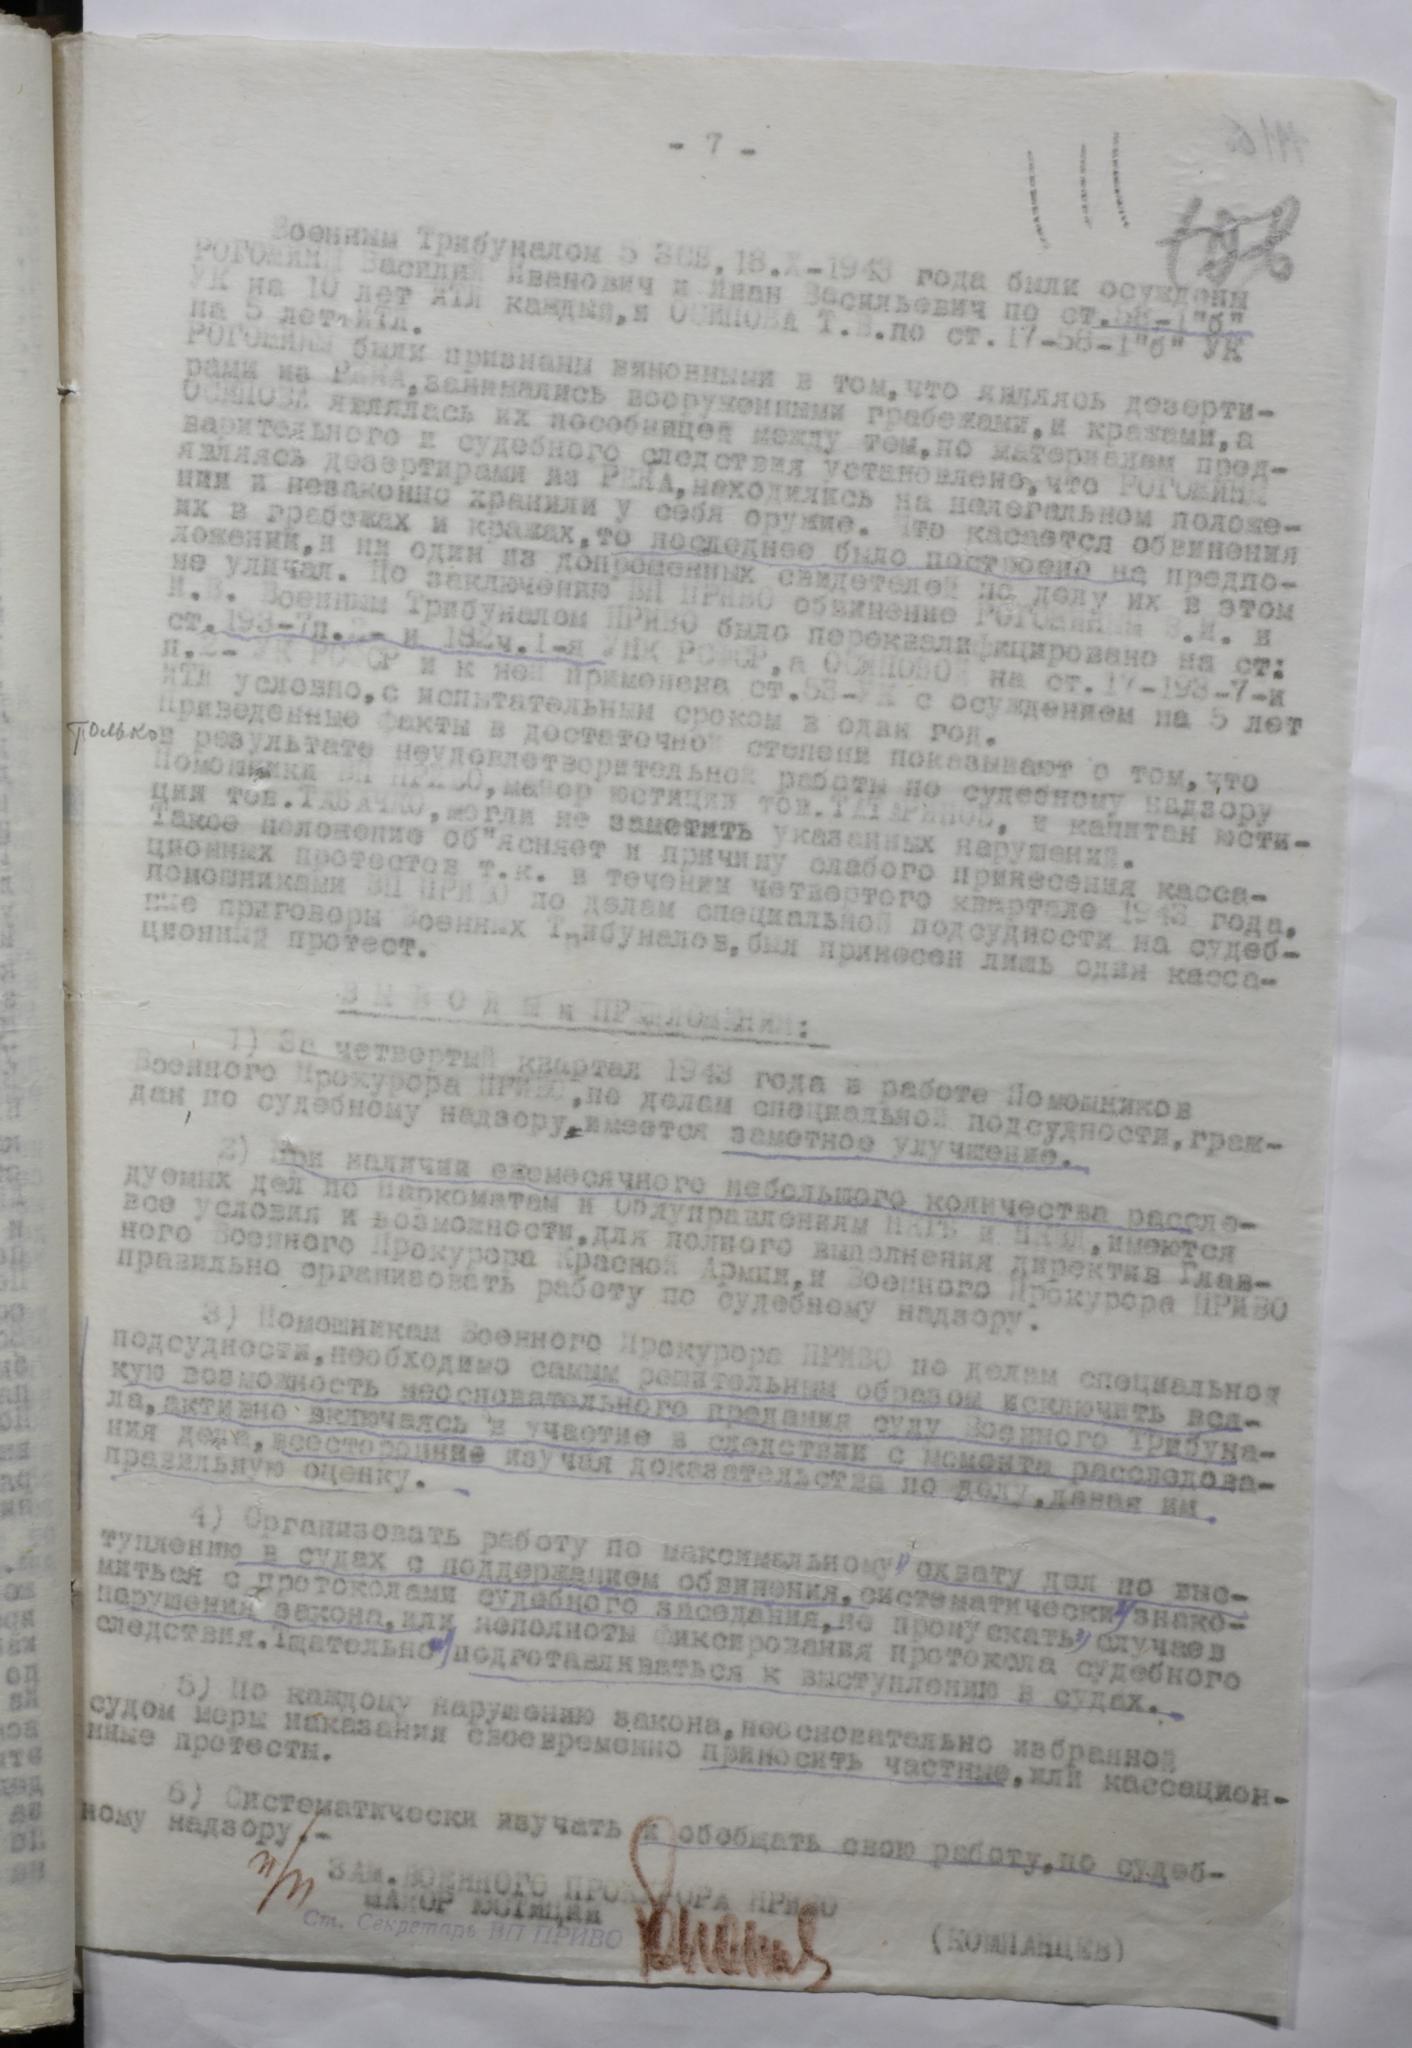 - 7 -
Военным Трибуналом 5 ЗСБ, 18.X-1943 года были осуждены
РОГОЖИНЫ Василий Иванович и Иван Васильевич по ст.58-1"б"
УК на 10 лет ИТЛ каждый, и ОСИПОВА Т.В.по ст.17-58-1"б" УК
на 5 лет ИТЛ.
РОГОЖИНЫ были признаны виновными в том,что являясь дезерти-
рами из РККА,занимались вооруженными грабежами,и кражами,а
ОСИПОВА являлась их пособницей между тем,по материалам пред-
варительного и судебного следствия установлено,что РОГОЖИНЫ
являясь дезертирами из РККА,находились на нелегальном положе-
нии и незаконно хранили у себя оружие. Что касается обвинения
их в грабежах и кражах,то последнее было построено на предпо-
ложении,и ни один из допрошенных свидетелей по делу их в этом
не уличал. По заключению ВП ПРИВО обвинение РОГОЖИНЫМ В.И. и
И.В. Военным Трибуналом ПРИВО было переквалифицировано на ст:
ст.193-7п.Д- и 182ч.1-я УПК РСФСР,а ОСИПОВОЙ на ст.17-193-7-и
п.Д- УК РСФСР и к ней применена ст.53-УК с осуждением на 5 лет
ИТЛ условно,с испытательным сроком в один год.
Приведенные факты в достаточной степени показывают о том,что
только в результате неудовлетворительной работы по судебному надзору
Помошники ВП ПРИВО,майор юстиции тов.ТАТАРИНОВ, и капитан юсти-
ции тов.ТАБАЧКО,могли не заметить указанных нарушений.
Такое положение об"ясняет и причину слабого принесения касса-
ционных протестов т.к. в течении четвертого квартале 1943 года.
помошниками ВП ПРИВО по делам специальной подсудности на судеб-
ные приговоры Военных Трибуналов,был принесен лишь один касса-
ционный протест.
В Ы В О Д Ы и ПРЕДЛОЖЕНИЯ:
1) За четвертый квартал 1943 года в работе Помошников
Военного Прокурора ПРИВО,по делам специальной подсудности,граж-
дан по судебному надзору имеется заметное улучшение.
2) При наличии ежемесячного небольшого количества рассле-
дуемых дел по Наркоматам и Облуправлениям НКГБ и НКВД,имеются
все условия и возможности,для полного выполнения директив Глав-
ного Военного Прокурора Красной Армии,и Военного Прокурора ПРИВО
правильно организовать работу по судебному надзору.
3) Помошникам Военного Прокурора ПРИВО по делам специальной
подсудности,необходимо самым решительным образом исключить вся-
кую возможность неосновательного предания суду Военного Трибуна-
ла,активно включаясь в участие в следствии с момента расследова-
ния дела,всесторонние изучая доказательства по делу,давая им
правильную оценку.
4) Организовать работу по максимальному охвату дел по выс-
туплению в судах с поддержанием обвинения,систематически знако-
миться с протоколами судебного заседания,не пропускать случаев
нарушений закона,или неполноты фиксирования протокола судебного
следствия.Тщательно подготавливаться к выступлению в судах.
5) По каждому нарушению закона,неосновательно избранной
судом меры наказания своевременно приносить частные,или кассацион-
ные протесты.
6) Систематически изучать и обобщать свою работу,по судеб-
ному надзору.-
п/п
ЗАМ.ВОЕННОГО ПРОКУРОРА ПРИВО
МАЙОР ЮСТИЦИИ
(КОМПАНЦЕВ)
Ст. Секретарь ВП ПРИВО